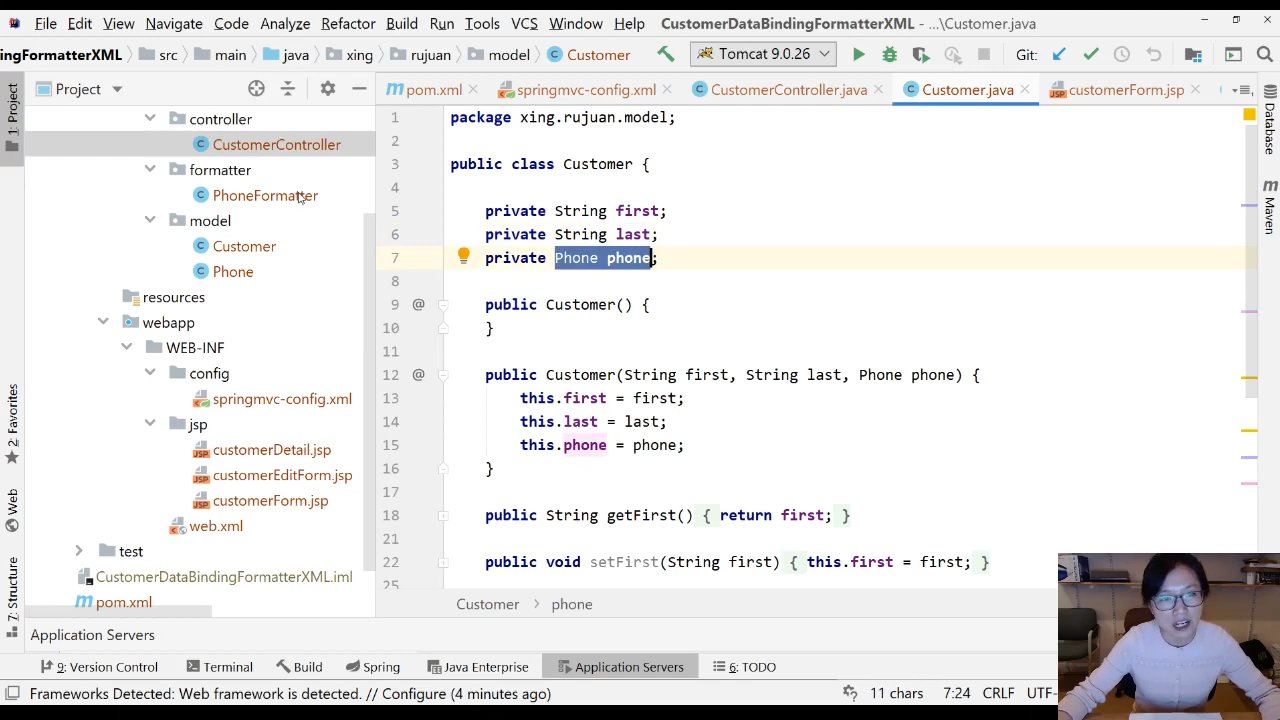 File Edit View Navigate Code Analyze Refactor Build Run Tools VCS Window Help CustomerDataBindingFormatterXML - ...\Customer.java
ingFormatterXML src main java xing rujuan model Customer Tomcat 9.0.26 Git:
Project
pom.xml springmvc-config.xml CustomerController.java Customer.java customerForm.jsp
1: Project
2: Favorites
Web
7: Structure
controller
CustomerController
formatter
PhoneFormatter
model
Customer
Phone
resources
webapp
WEB-INF
config
springmvc-config.xml
jsp
customerDetail.jsp
customerEditForm.jsp
customerForm.jsp
web.xml
test
CustomerDataBindingFormatterXML.iml
pom.xml
1 package xing.rujuan.model;
2
3 public class Customer {
4
5 private String first;
6 private String last;
7 private Phone phone;
8
9 @ public Customer() {
10 }
11
12 @ public Customer(String first, String last, Phone phone) {
13 this.first = first;
14 this.last = last;
15 this.phone = phone;
16 }
17
18 public String getFirst() { return first; }
21
22 public void setFirst(String first) { this.first = first; }
25
Customer phone
Database
Maven
Application Servers
9: Version Control Terminal Build Spring Java Enterprise Application Servers 6: TODO
Frameworks Detected: Web framework is detected. // Configure (4 minutes ago) 11 chars 7:24 CRLF UTF-